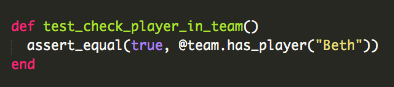 def test_check_player_in_team()
  assert_equal(true, @team.has_player("Beth"))
end